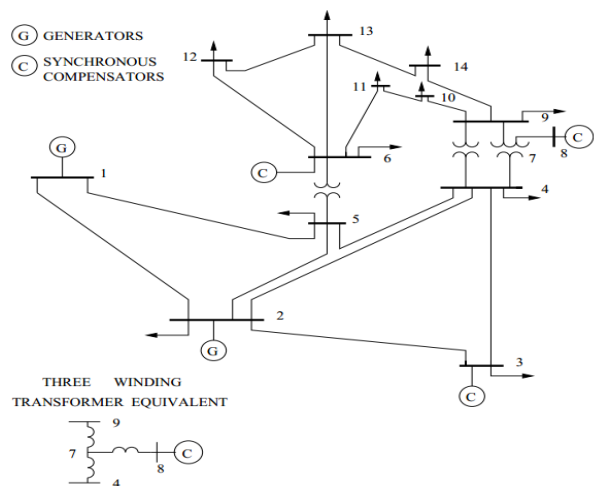 G GENERATORS
C SYNCHRONOUS
COMPENSATORS
13
12
14
11
10
9
C
8
7
G
C
6
1
4
5
2
G
3
C
THREE WINDING
TRANSFORMER EQUIVALENT
9
7
C
8
4